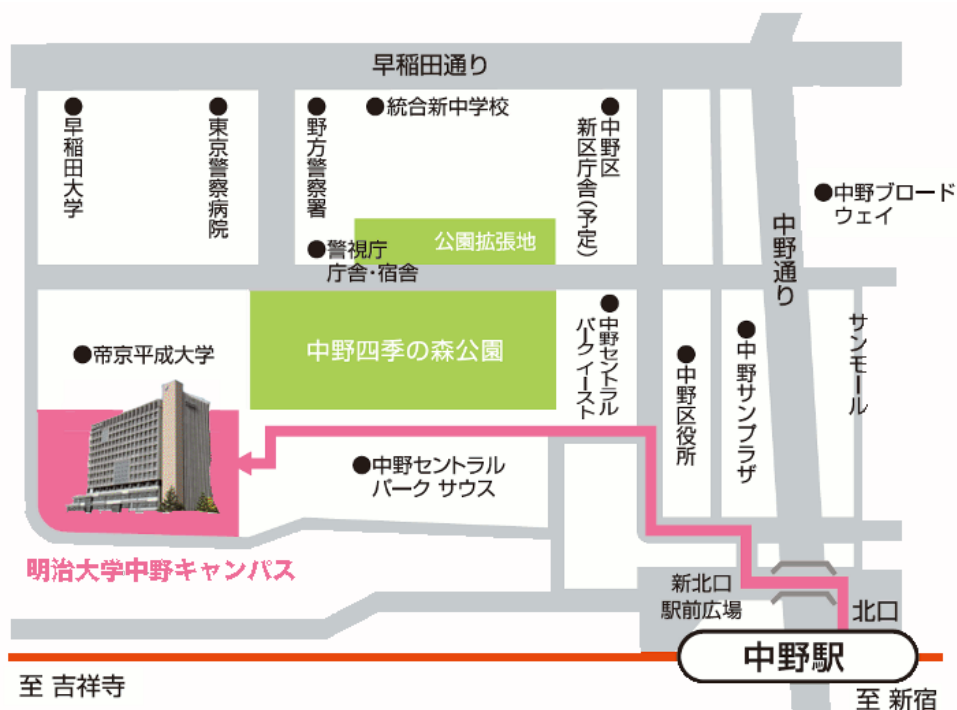 早稲田通り
早稲田大学
東京警察病院
野方警察署
統合新中学校
中野区
新区庁舎(予定)
中野ブロード
ウェイ
中野通り
公園拡張地
警視庁
庁舎・宿舎
中野四季の森公園
中野セントラル
パーク イースト
帝京平成大学
中野区役所
中野サンプラザ
サンモール
中野セントラル
パーク サウス
明治大学中野キャンパス
新北口
駅前広場
北口
中野駅
至 吉祥寺
至 新宿